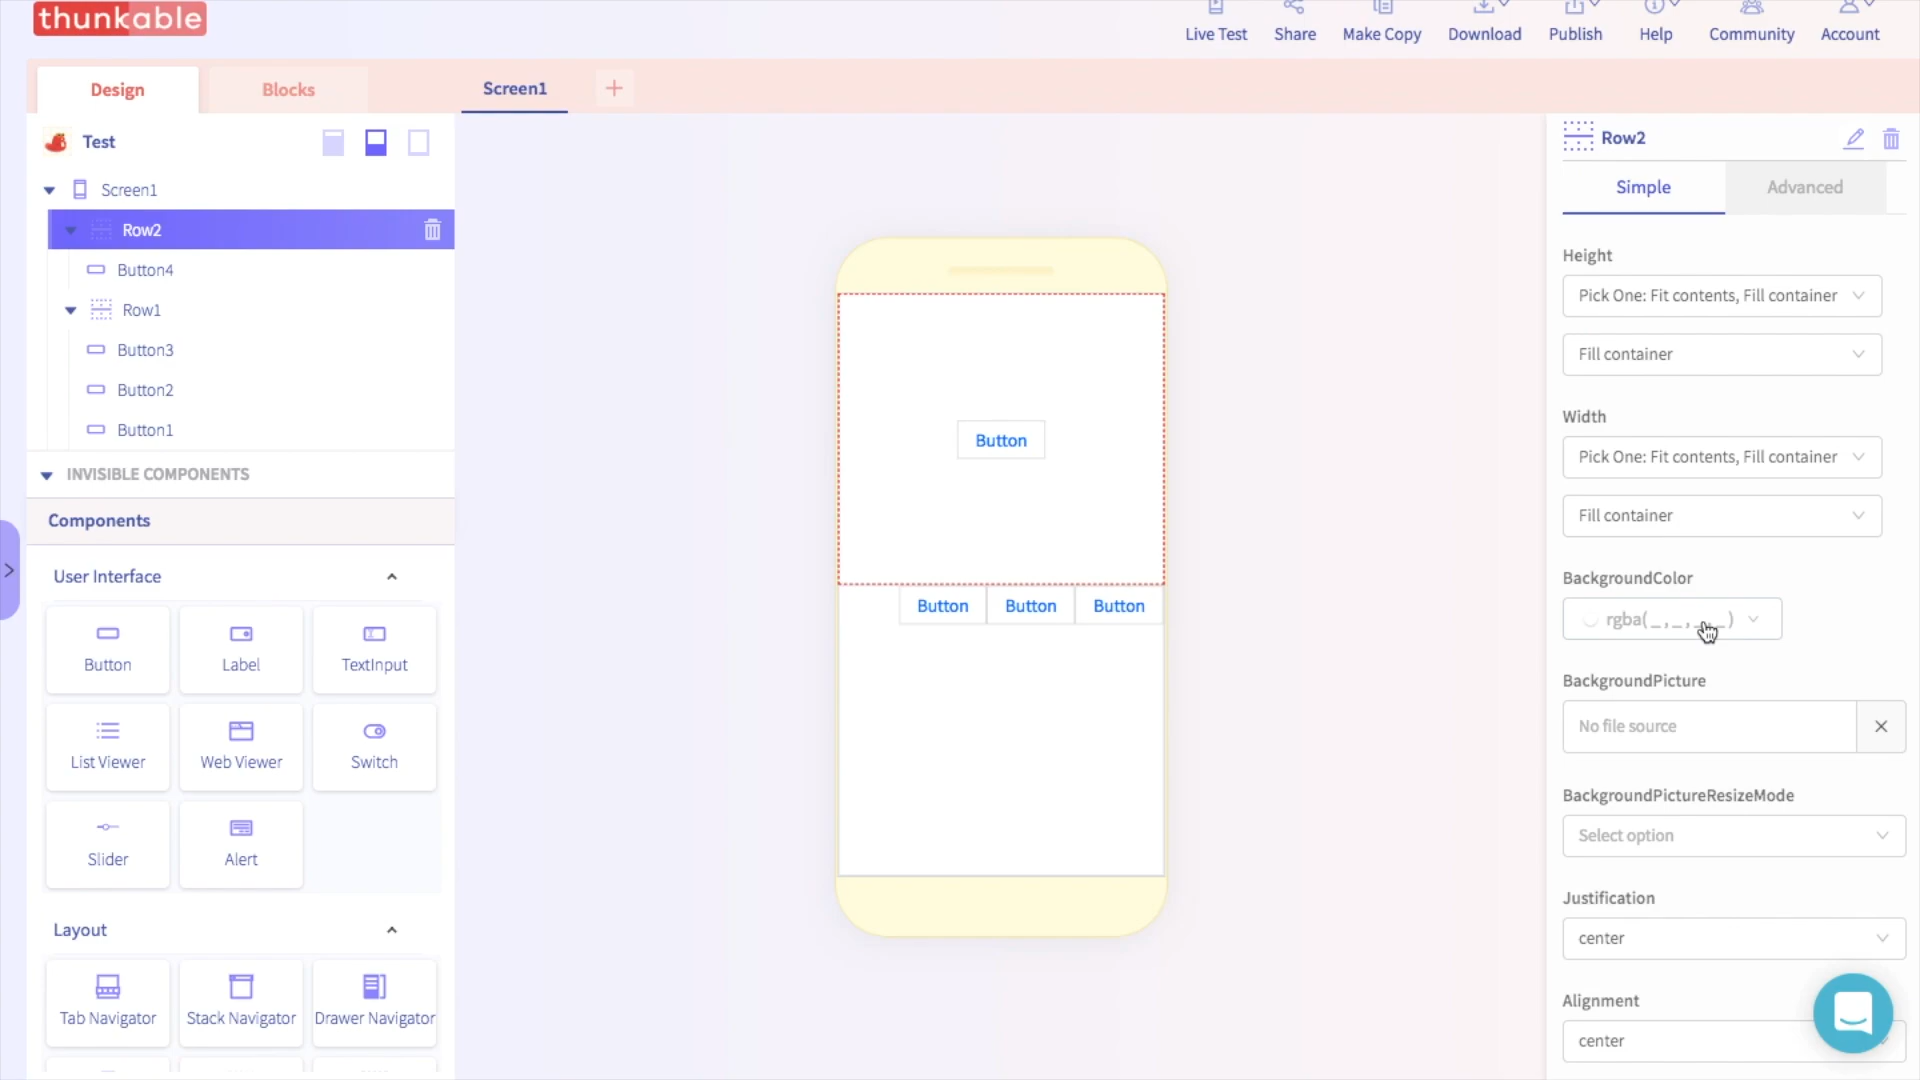 thunkable
Live Test
Share
Make Copy
Download
Publish
Help
Community
Account
Design
Blocks
Screen1
+
Test
Screen1
Row2
Button4
Row1
Button3
Button2
Button1
INVISIBLE COMPONENTS
Components
User Interface
Button
Label
TextInput
List Viewer
Web Viewer
Switch
Slider
Alert
Layout
Tab Navigator
Stack Navigator
Drawer Navigator
Button
Button
Button
Button
Row2
Simple
Advanced
Height
Pick One: Fit contents, Fill container
Fill container
Width
Pick One: Fit contents, Fill container
Fill container
BackgroundColor
rgba(_,_,_,_)
BackgroundPicture
No file source
BackgroundPictureResizeMode
Select option
Justification
center
Alignment
center